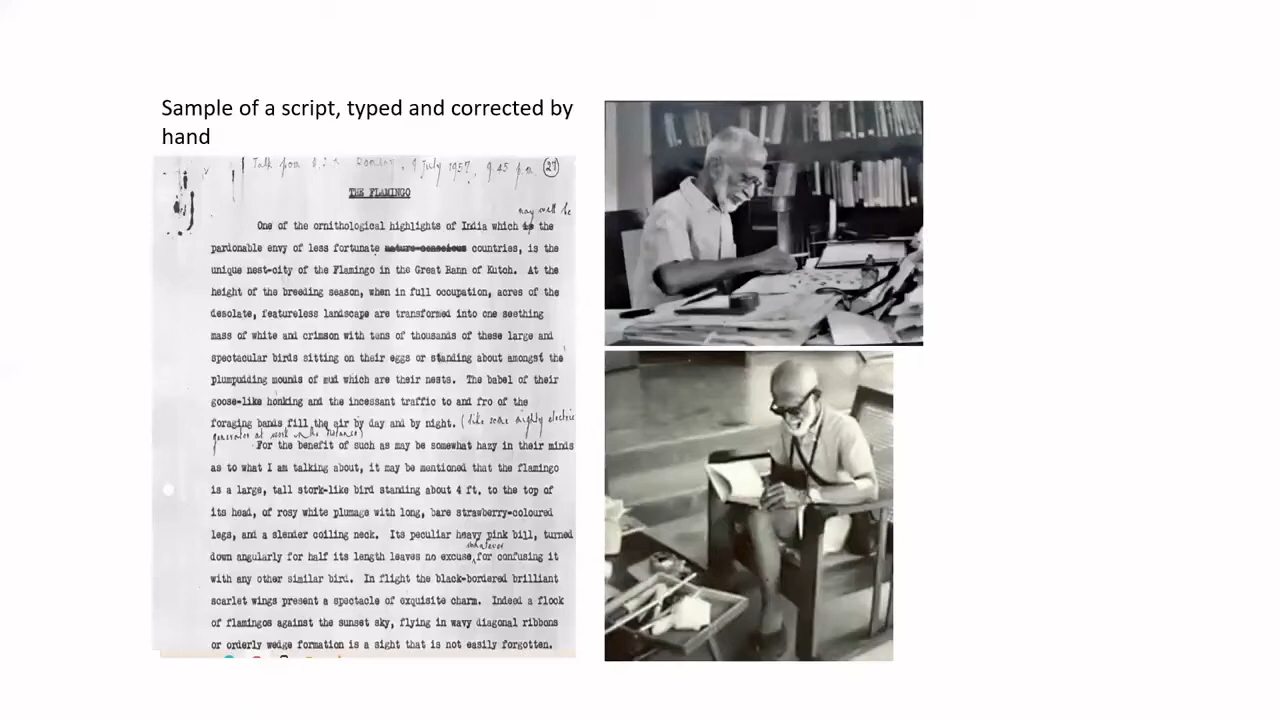 Sample of a script, typed and corrected by
hand
Talk from A.I.R. Bombay, 9 July 1957, 9.45 p.m. 27
THE FLAMINGO
may well be
One of the ornithological highlights of India which is the
pardonable envy of less fortunate nature-conscious countries, is the
unique nest-city of the Flamingo in the Great Rann of Kutch. At the
height of the breeding season, when in full occupation, acres of the
desolate, featureless landscape are transformed into one seething
mass of white and crimson with tens of thousands of these large and
spectacular birds sitting on their eggs or standing about amongst the
plumpudding mounds of mud which are their nests. The babel of their
goose-like honking and the incessant traffic to and fro of the
foraging bands fill the air by day and by night. (like some mighty electric
generator at work in the distance)
For the benefit of such as may be somewhat hazy in their minds
as to what I am talking about, it may be mentioned that the flamingo
is a large, tall stork-like bird standing about 4 ft. to the top of
its head, of rosy white plumage with long, bare strawberry-coloured
legs, and a slender coiling neck. Its peculiar heavy pink bill, turned
whatever
down angularly for half its length leaves no excuse for confusing it
with any other similar bird. In flight the black-bordered brilliant
scarlet wings present a spectacle of exquisite charm. Indeed a flock
of flamingos against the sunset sky, flying in wavy diagonal ribbons
or orderly wedge formation is a sight that is not easily forgotten.